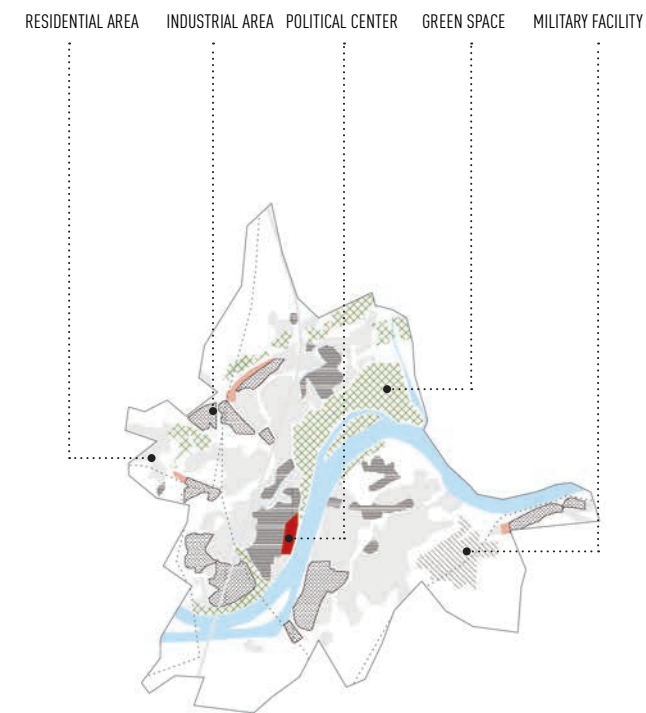 RESIDENTIAL AREA
INDUSTRIAL AREA
POLITICAL CENTER
GREEN SPACE
MILITARY FACILITY